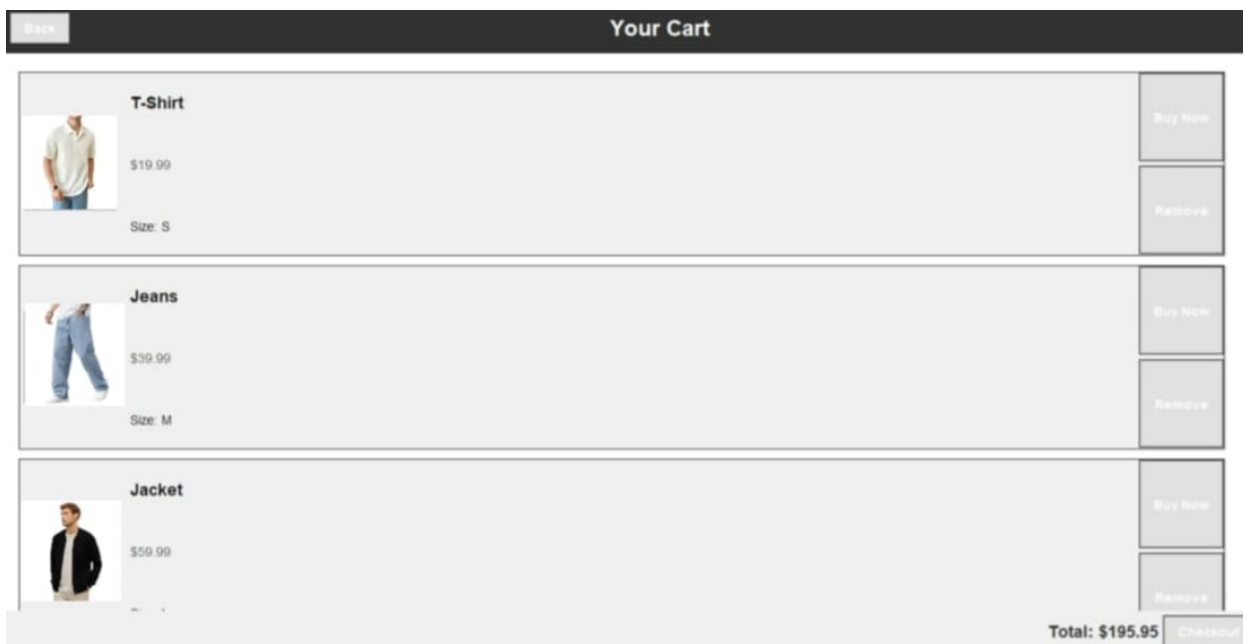 Back
Your Cart
T-Shirt
$19.99
Size: S
Buy Now
Remove
Jeans
$39.99
Size: M
Buy Now
Remove
Jacket
$59.99
Buy Now
Remove
Total: $195.95
Checkout